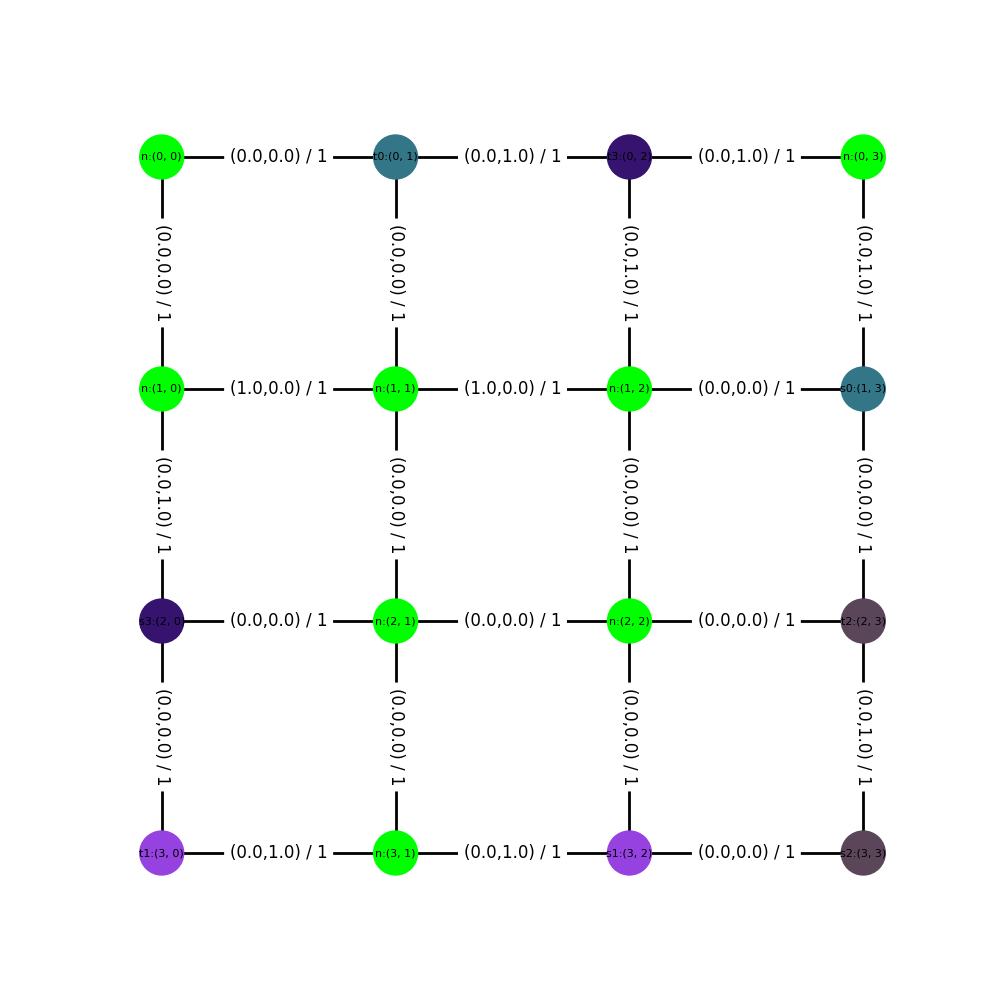 n:(0, 0) (0.0,0.0) / 1 t0:(0, 1) (0.0,1.0) / 1 t3:(0, 2) (0.0,1.0) / 1 n:(0, 3)
(0.0,0.0) / 1 (0.0,0.0) / 1 (0.0,1.0) / 1 (0.0,1.0) / 1
n:(1, 0) (1.0,0.0) / 1 n:(1, 1) (1.0,0.0) / 1 n:(1, 2) (0.0,0.0) / 1 s0:(1, 3)
(0.0,1.0) / 1 (0.0,0.0) / 1 (0.0,0.0) / 1 (0.0,0.0) / 1
s3:(2, 0) (0.0,0.0) / 1 n:(2, 1) (0.0,0.0) / 1 n:(2, 2) (0.0,0.0) / 1 t2:(2, 3)
(0.0,0.0) / 1 (0.0,0.0) / 1 (0.0,0.0) / 1 (0.0,1.0) / 1
t1:(3, 0) (0.0,1.0) / 1 n:(3, 1) (0.0,1.0) / 1 s1:(3, 2) (0.0,0.0) / 1 s2:(3, 3)